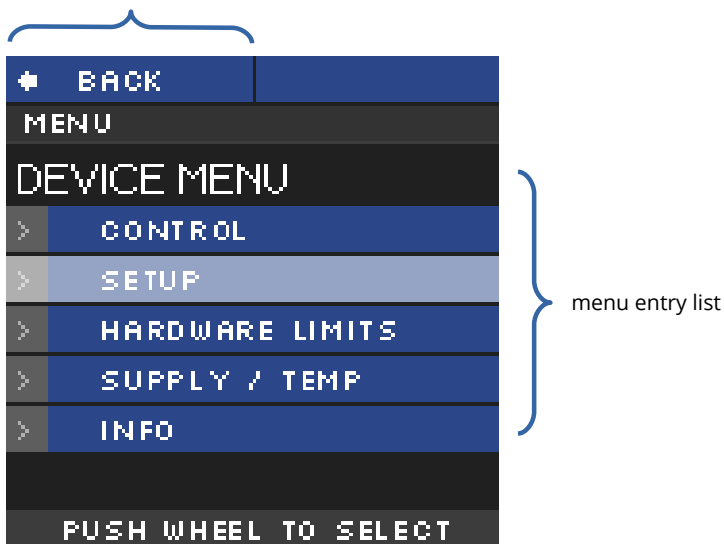 BACK
MENU
DEVICE MENU
> CONTROL
> SETUP
> HARDWARE LIMITS
> SUPPLY / TEMP
> INFO
menu entry list
PUSH WHEEL TO SELECT